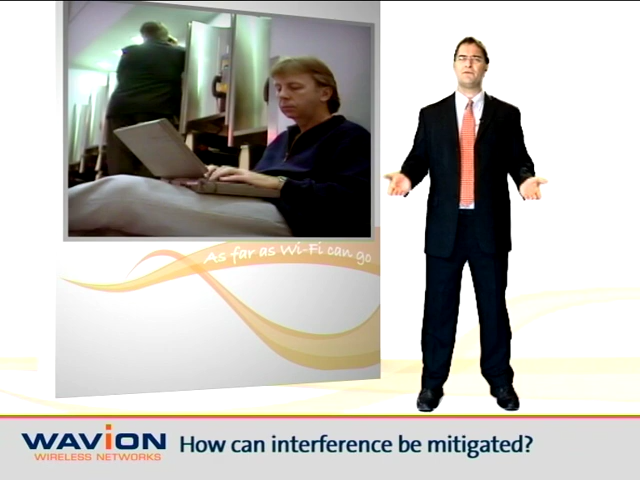 As far as Wi-Fi can go
WAViON
WIRELESS NETWORKS
How can interference be mitigated?